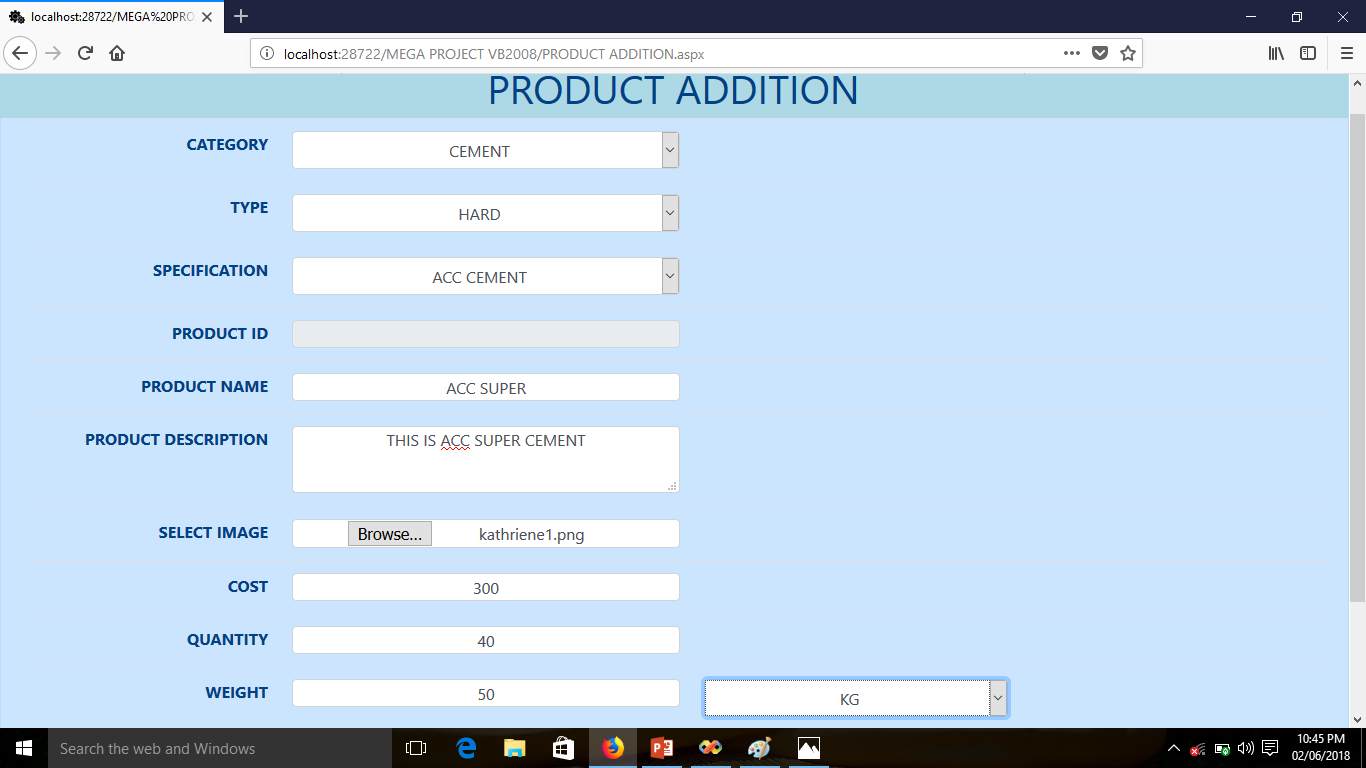 localhost:28722/MEGA%20PRO
localhost:28722/MEGA PROJECT VB2008/PRODUCT ADDITION.aspx
PRODUCT ADDITION
CATEGORY CEMENT
TYPE HARD
SPECIFICATION ACC CEMENT
PRODUCT ID
PRODUCT NAME ACC SUPER
PRODUCT DESCRIPTION THIS IS ACC SUPER CEMENT
SELECT IMAGE Browse... kathriene1.png
COST 300
QUANTITY 40
WEIGHT 50 KG
Search the web and Windows
10:45 PM
02/06/2018